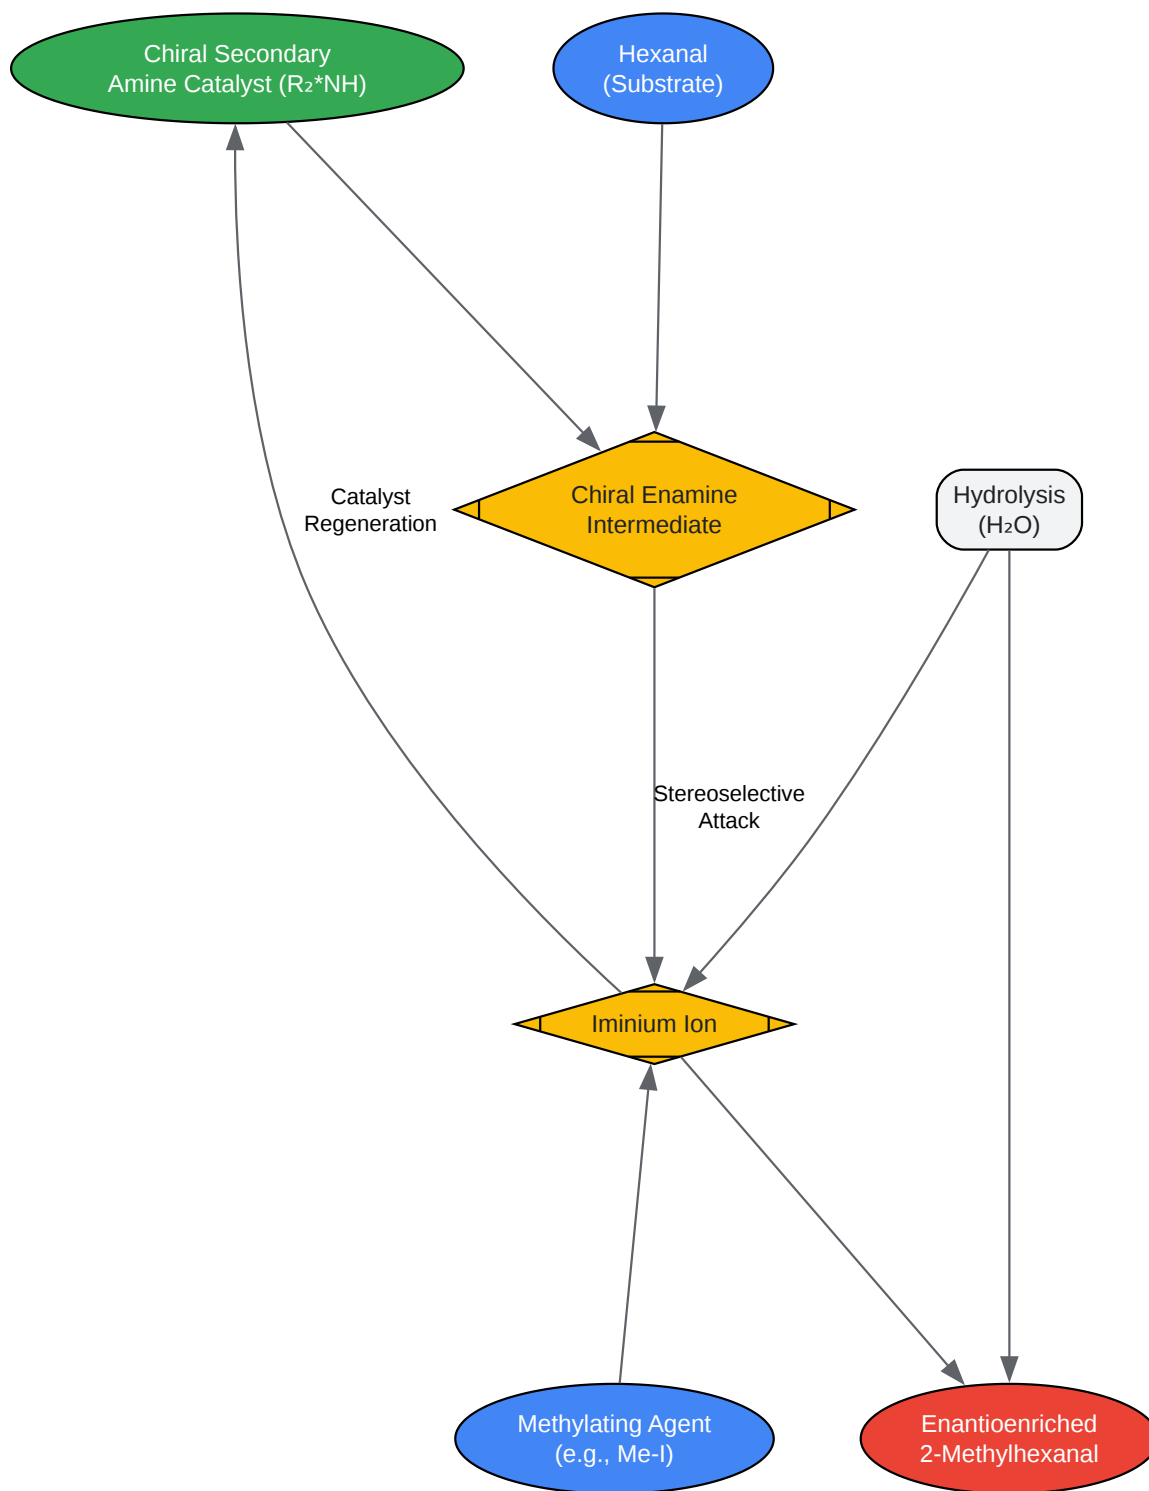 Chiral Secondary
Amine Catalyst (R₂*NH)
Hexanal
(Substrate)
Catalyst
Regeneration
Chiral Enamine
Intermediate
Hydrolysis
(H₂O)
Stereoselective
Attack
Iminium Ion
Methylating Agent
(e.g., Me-I)
Enantioenriched
2-Methylhexanal